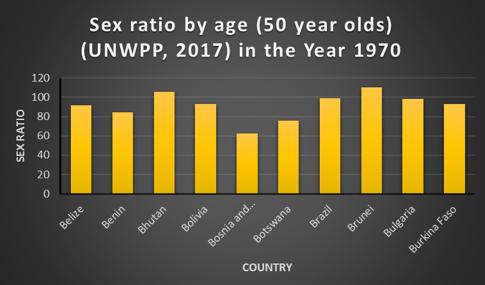 Sex ratio by age (50 year olds)
(UNWPP, 2017) in the Year 1970
120
100
80
60
40
20
0
SEX RATIO
Belize
Benin
Bhutan
Bolivia
Bosnia and...
Botswana
Brazil
Brunei
Bulgaria
Burkina Faso
COUNTRY